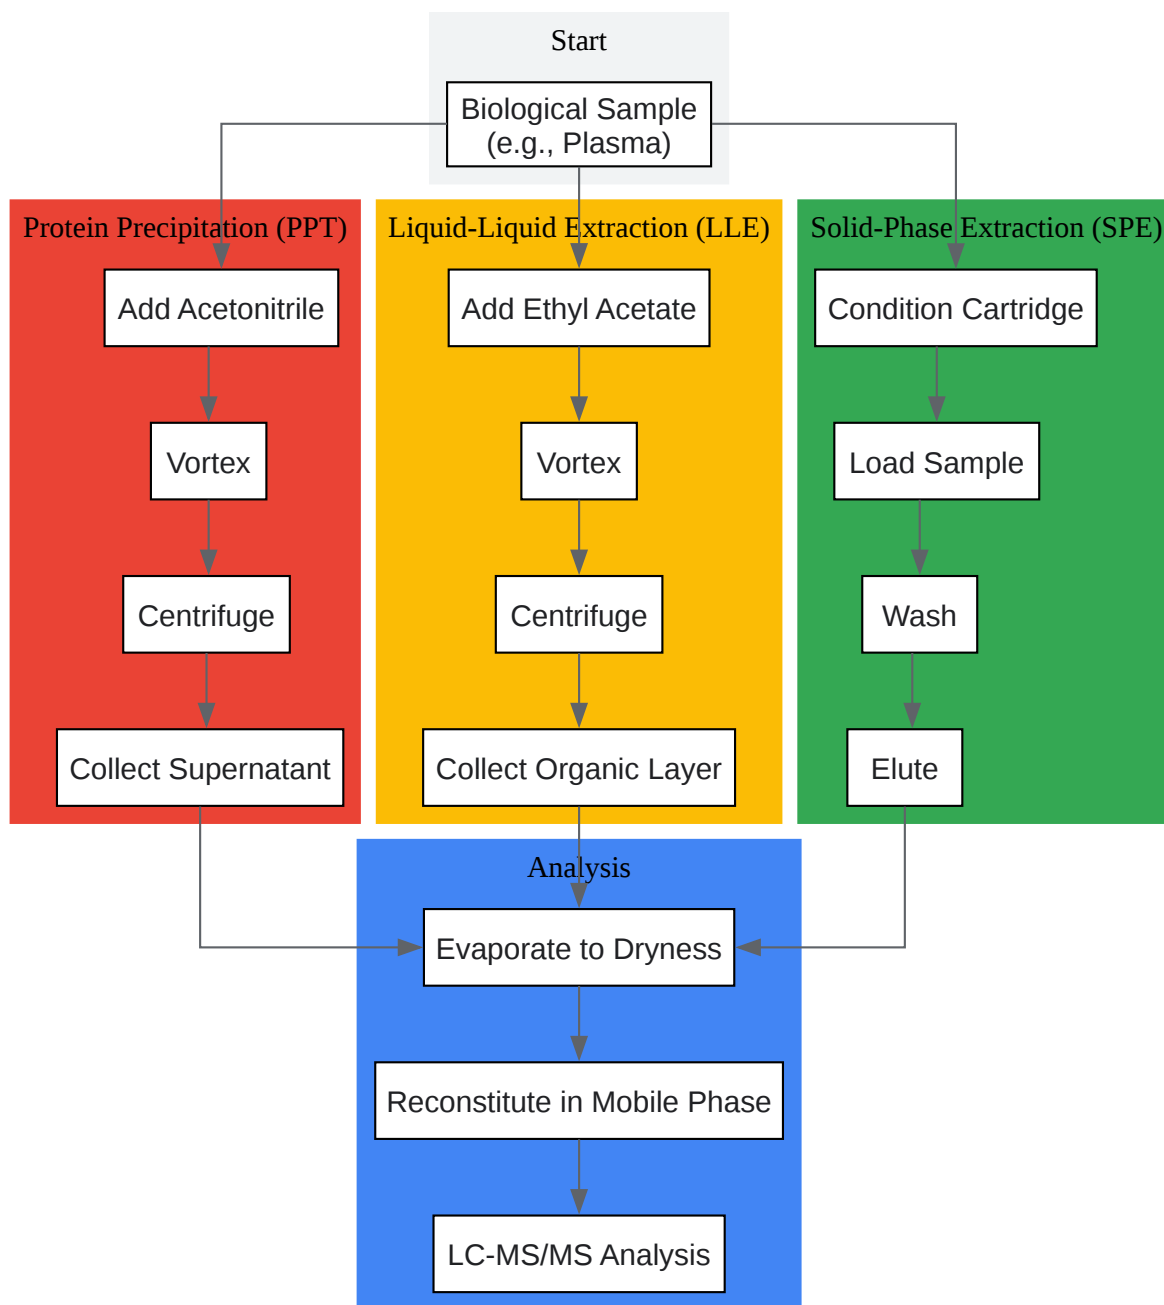 Start
Biological Sample
(e.g., Plasma)
Protein Precipitation (PPT)
Add Acetonitrile
Vortex
Centrifuge
Collect Supernatant
Liquid-Liquid Extraction (LLE)
Add Ethyl Acetate
Vortex
Centrifuge
Collect Organic Layer
Solid-Phase Extraction (SPE)
Condition Cartridge
Load Sample
Wash
Elute
Analysis
Evaporate to Dryness
Reconstitute in Mobile Phase
LC-MS/MS Analysis